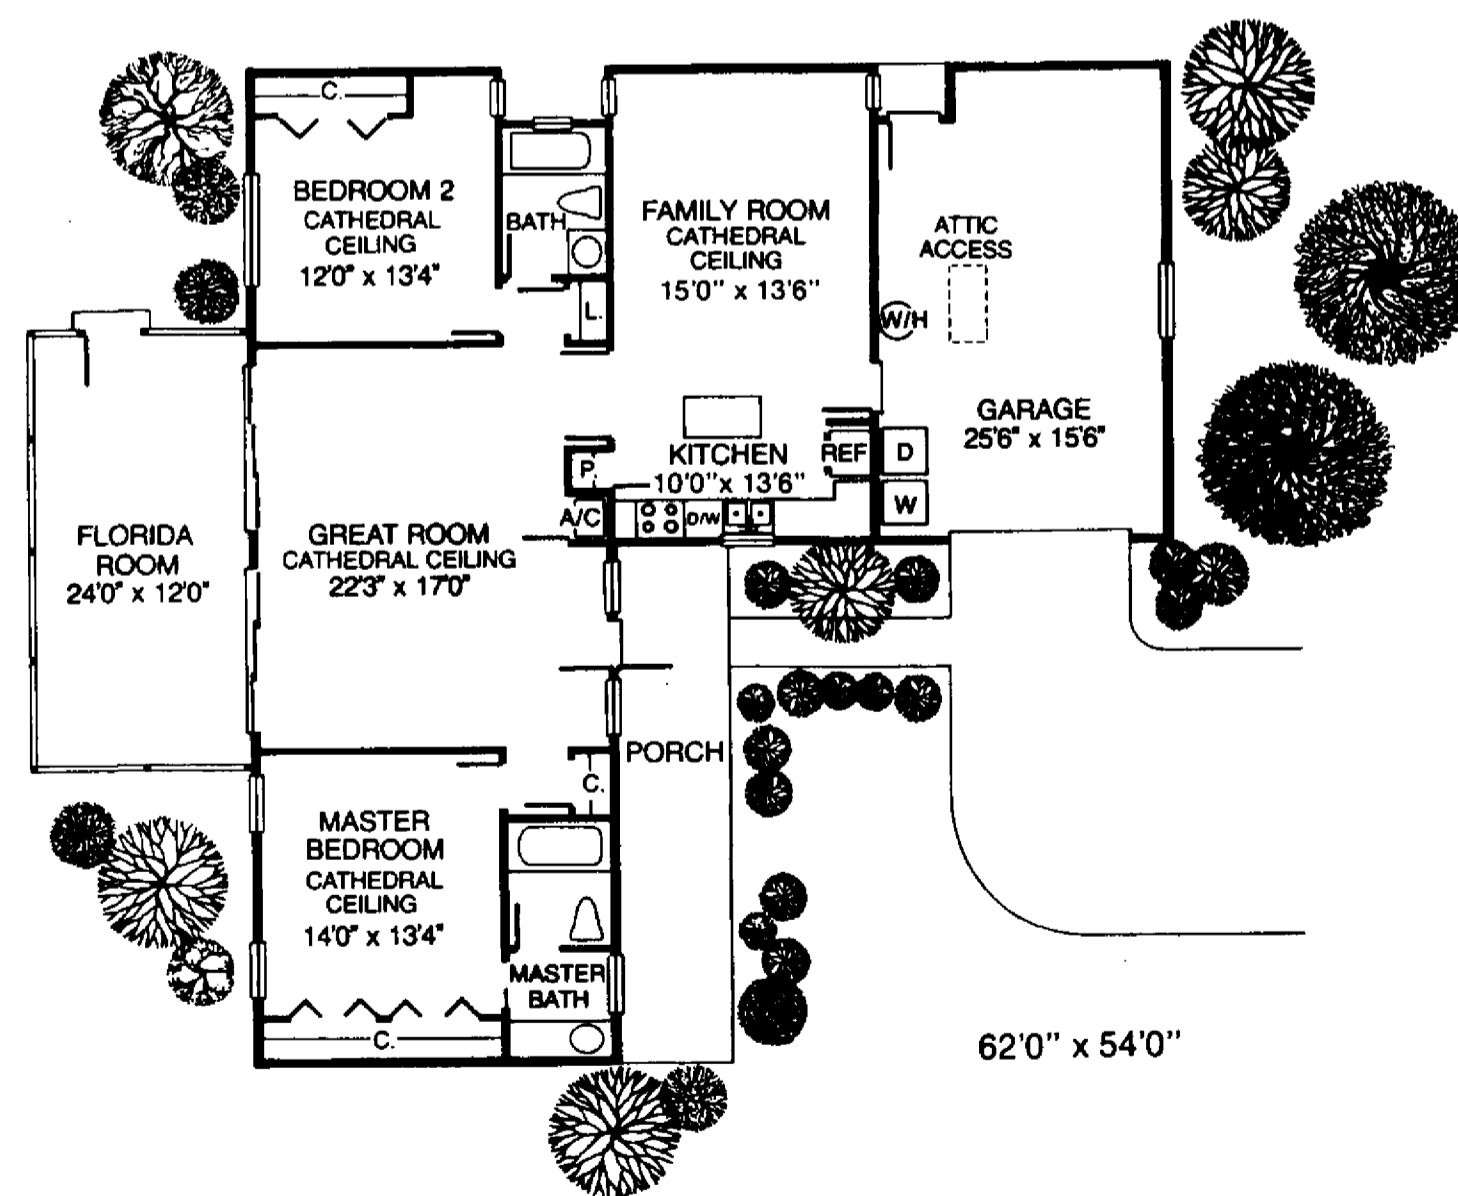 C.
BEDROOM 2
CATHEDRAL
CEILING
12'0" x 13'4"
BATH
L.
FAMILY ROOM
CATHEDRAL
CEILING
15'0" x 13'6"
ATTIC
ACCESS
W/H
GARAGE
25'6" x 15'6"
P.
KITCHEN
10'0" x 13'6"
REF
D
W
A/C
D/W
FLORIDA
ROOM
24'0" x 12'0"
GREAT ROOM
CATHEDRAL CEILING
22'3" x 17'0"
PORCH
C.
MASTER
BEDROOM
CATHEDRAL
CEILING
14'0" x 13'4"
MASTER
BATH
C.
62'0" x 54'0"